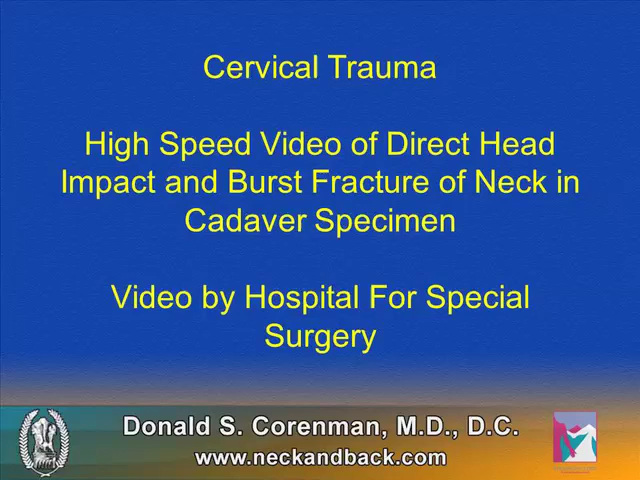 Cervical Trauma
High Speed Video of Direct Head
Impact and Burst Fracture of Neck in
Cadaver Specimen
Video by Hospital For Special
Surgery
Donald S. Corenman, M.D., D.C.
www.neckandback.com